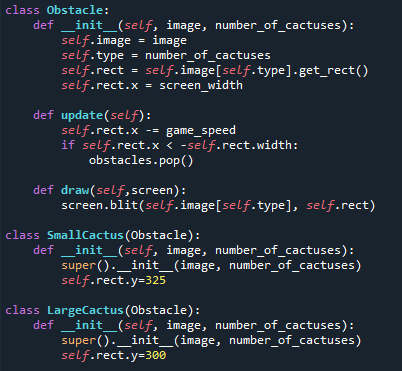 class Obstacle:
    def __init__(self, image, number_of_cactuses):
        self.image = image
        self.type = number_of_cactuses
        self.rect = self.image[self.type].get_rect()
        self.rect.x = screen_width

    def update(self):
        self.rect.x -= game_speed
        if self.rect.x < -self.rect.width:
            obstacles.pop()

    def draw(self,screen):
        screen.blit(self.image[self.type], self.rect)

class SmallCactus(Obstacle):
    def __init__(self, image, number_of_cactuses):
        super().__init__(image, number_of_cactuses)
        self.rect.y=325

class LargeCactus(Obstacle):
    def __init__(self, image, number_of_cactuses):
        super().__init__(image, number_of_cactuses)
        self.rect.y=300